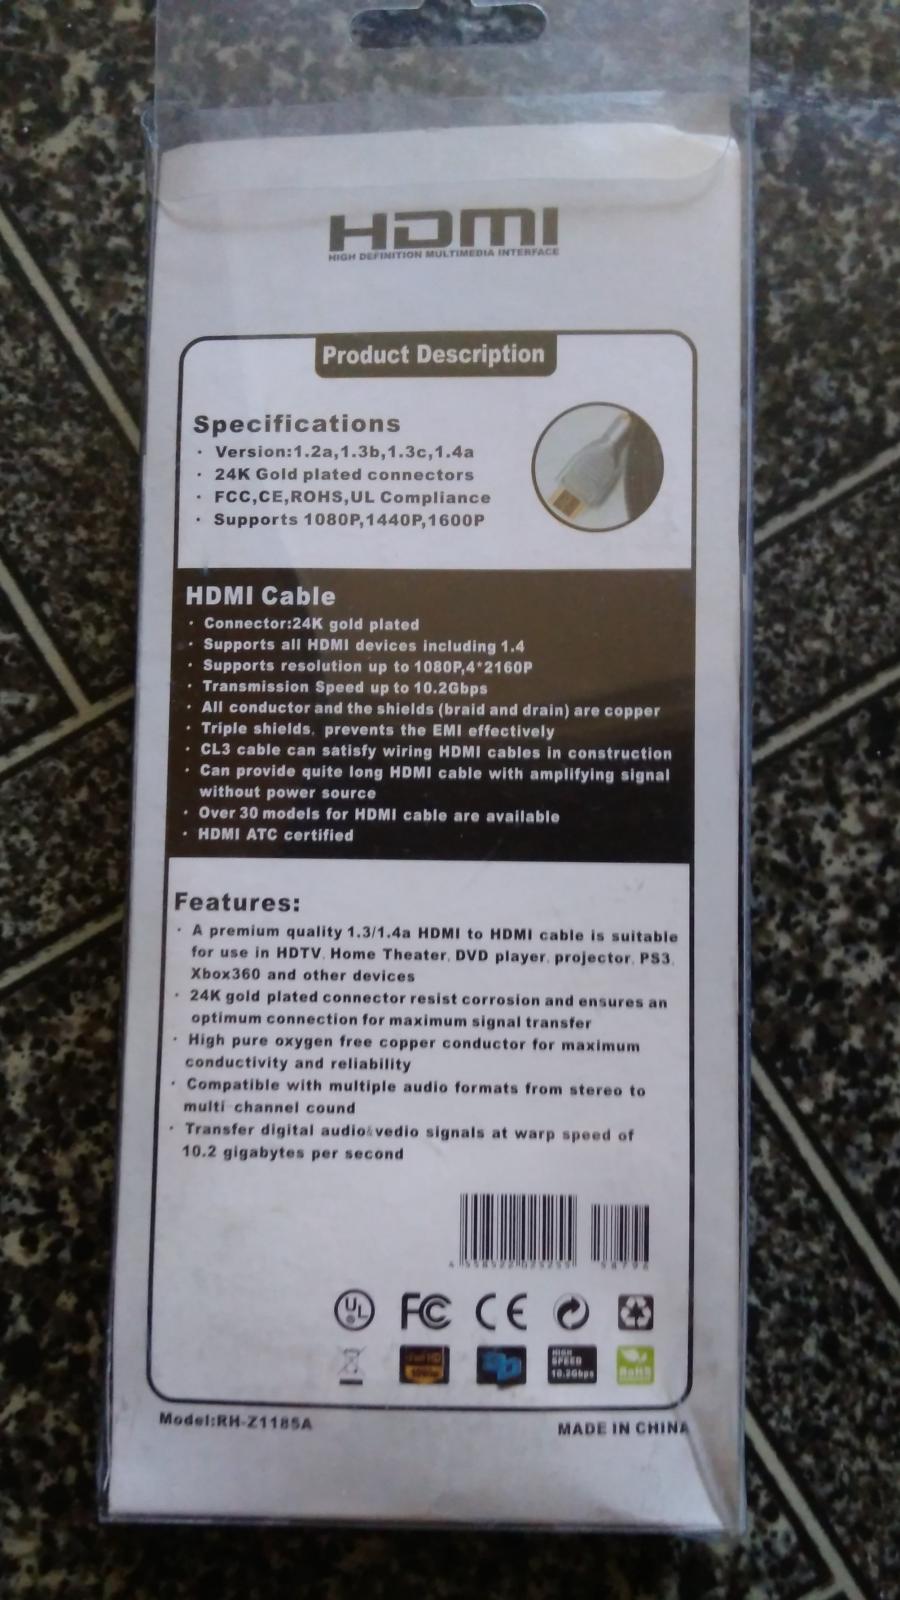 HDMI
HIGH DEFINITION MULTIMEDIA INTERFACE
Product Description
Specifications
· Version:1.2a,1.3b,1.3c,1.4a
· 24K Gold plated connectors
· FCC,CE,ROHS,UL Compliance
· Supports 1080P,1440P,1600P
HDMI Cable
· Connector:24K gold plated
· Supports all HDMI devices including 1.4
· Supports resolution up to 1080P,4*2160P
· Transmission Speed up to 10.2Gbps
· All conductor and the shields (braid and drain) are copper
· Triple shields, prevents the EMI effectively
· CL3 cable can satisfy wiring HDMI cables in construction
· Can provide quite long HDMI cable with amplifying signal
without power source
· Over 30 models for HDMI cable are available
· HDMI ATC certified
Features:
· A premium quality 1.3/1.4a HDMI to HDMI cable is suitable
for use in HDTV, Home Theater, DVD player, projector, PS3,
Xbox360 and other devices
· 24K gold plated connector resist corrosion and ensures an
optimum connection for maximum signal transfer
· High pure oxygen free copper conductor for maximum
conductivity and reliability
· Compatible with multiple audio formats from stereo to
multi-channel cound
· Transfer digital audio&vedio signals at warp speed of
10.2 gigabytes per second
UL FC CE
Full HD 3D HIGH SPEED 10.2Gbps RoHS
Model:RH-Z1185A
MADE IN CHINA